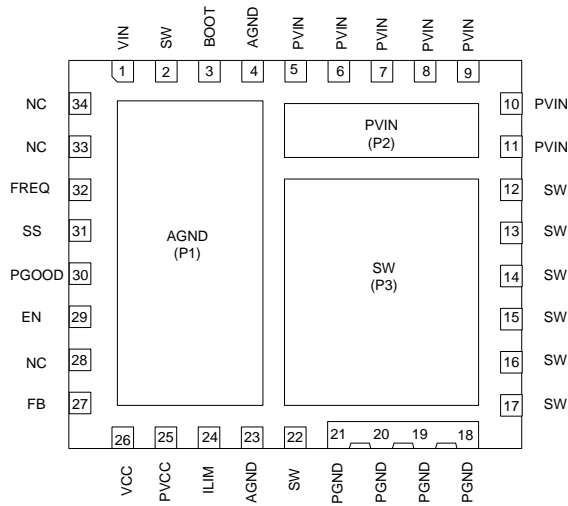 VIN SW BOOT AGND PVIN PVIN PVIN PVIN PVIN
1 2 3 4 5 6 7 8 9
NC 34 10 PVIN
PVIN
(P2)
NC 33 11 PVIN
FREQ 32 12 SW
SS 31 13 SW
AGND
(P1)
PGOOD 30 14 SW
SW
(P3)
EN 29 15 SW
NC 28 16 SW
FB 27 17 SW
26 25 24 23 22 21 20 19 18
VCC PVCC ILIM AGND SW PGND PGND PGND PGND